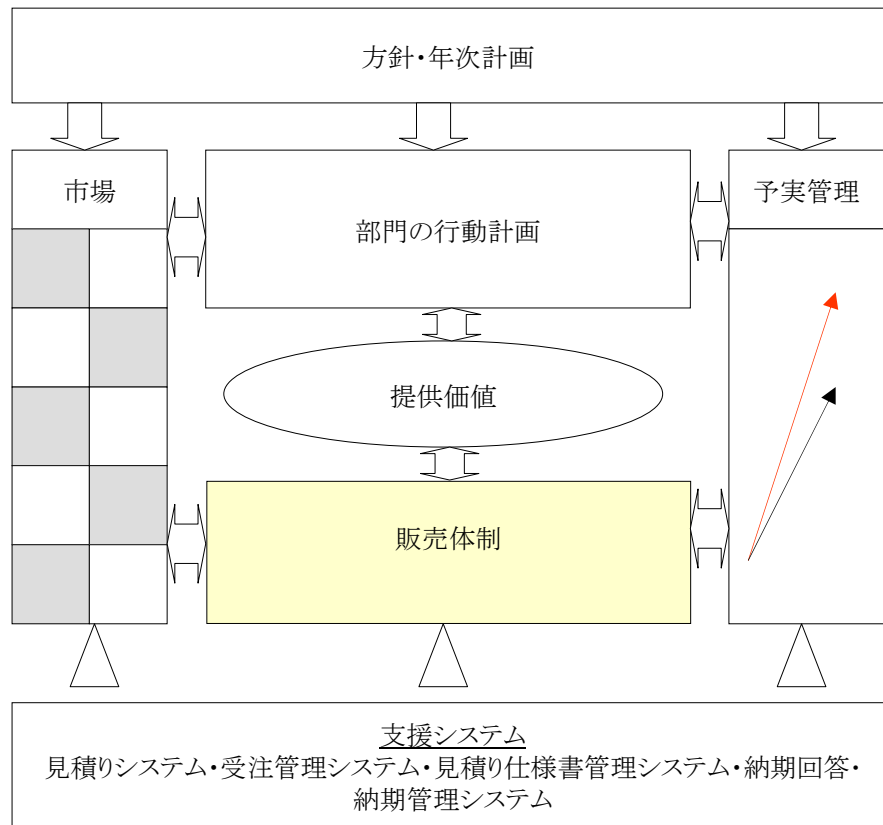 方針・年次計画
市場
部門の行動計画
予実管理
提供価値
販売体制
支援システム
見積りシステム・受注管理システム・見積り仕様書管理システム・納期回答・
納期管理システム